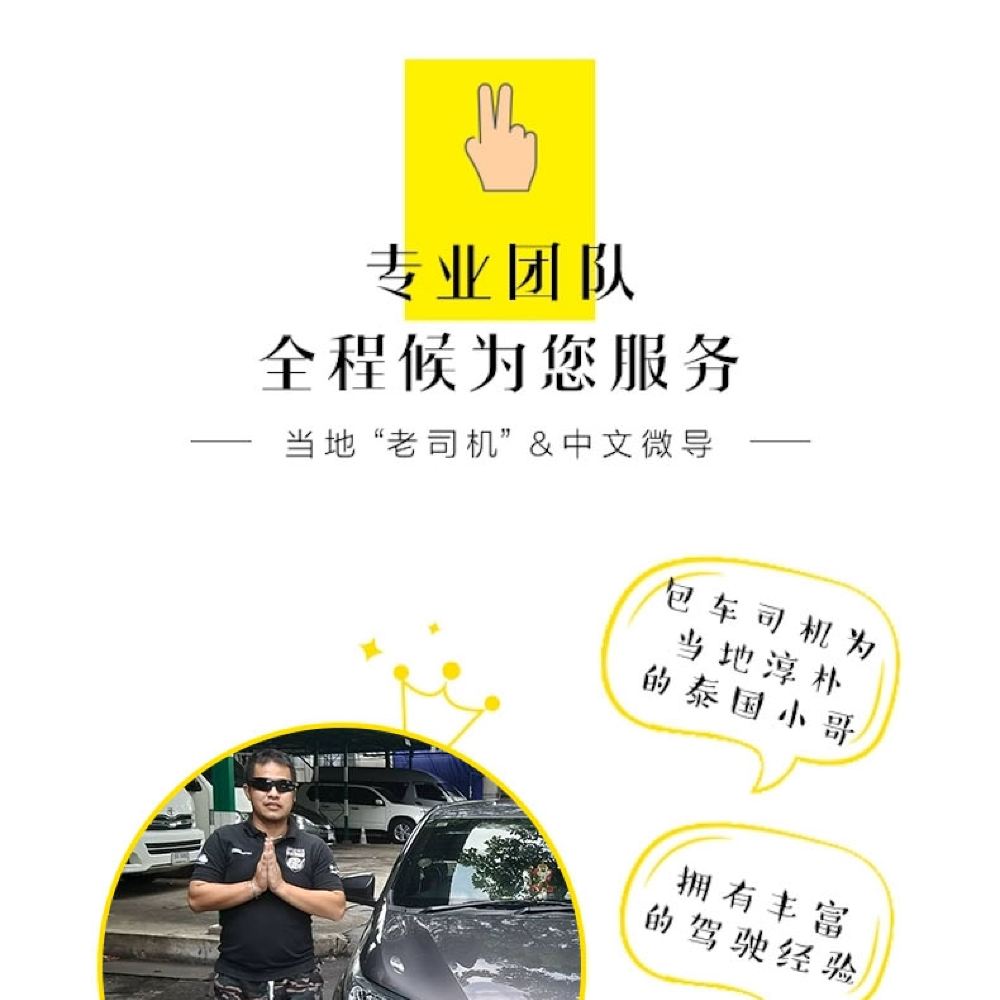 专业团队
全程候为您服务
当地“老司机”&中文微导
包车司机为
当地淳朴
的泰国小哥
拥有丰富
的驾驶经验